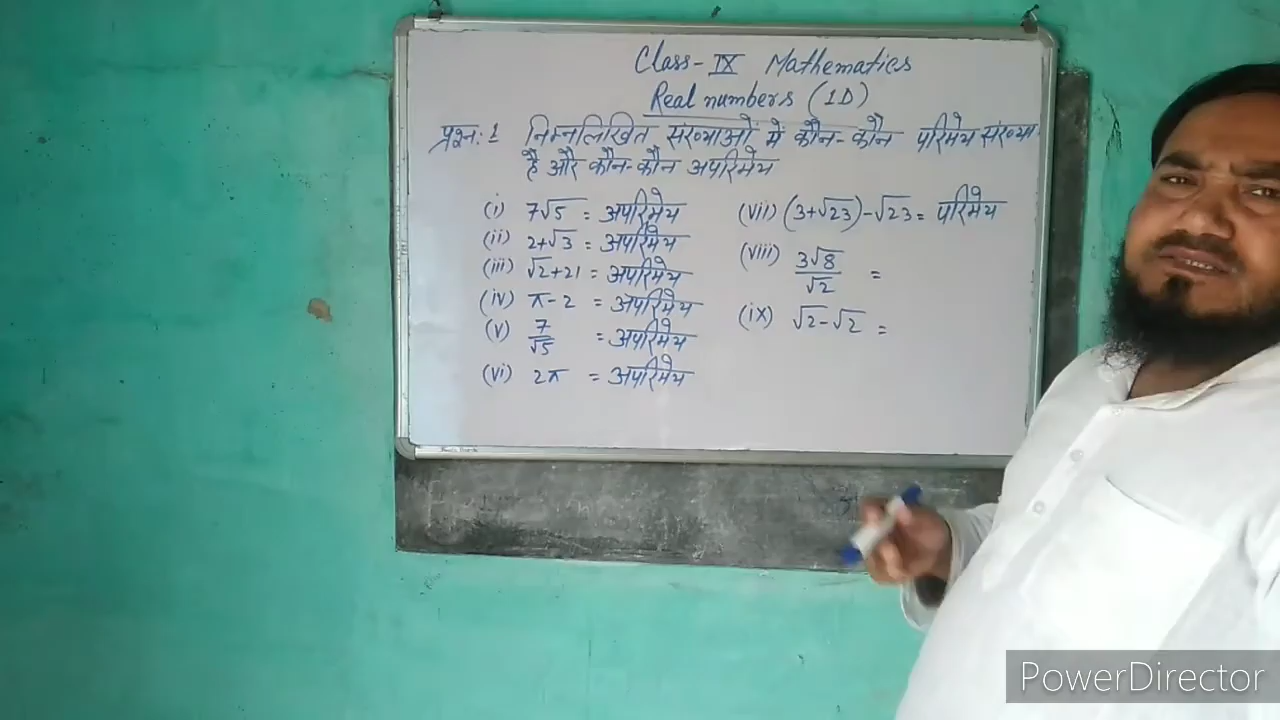 Class-IX Mathematics
Real numbers (1D)
प्रश्न: 1 निम्नलिखित संख्याओं में कौन-कौन परिमेय संख्या
है और कौन-कौन अपरिमेय
(i) 7√5 = अपरिमेय
(ii) 2+√3 = अपरिमेय
(iii) √2+21 = अपरिमेय
(iv) π-2 = अपरिमेय
(v) 7/√5 = अपरिमेय
(vi) 2π = अपरिमेय
(vii) (3+√23)-√23 = परिमेय
(viii) 3√8/√2 =
(ix) √2-√2 =
PowerDirector